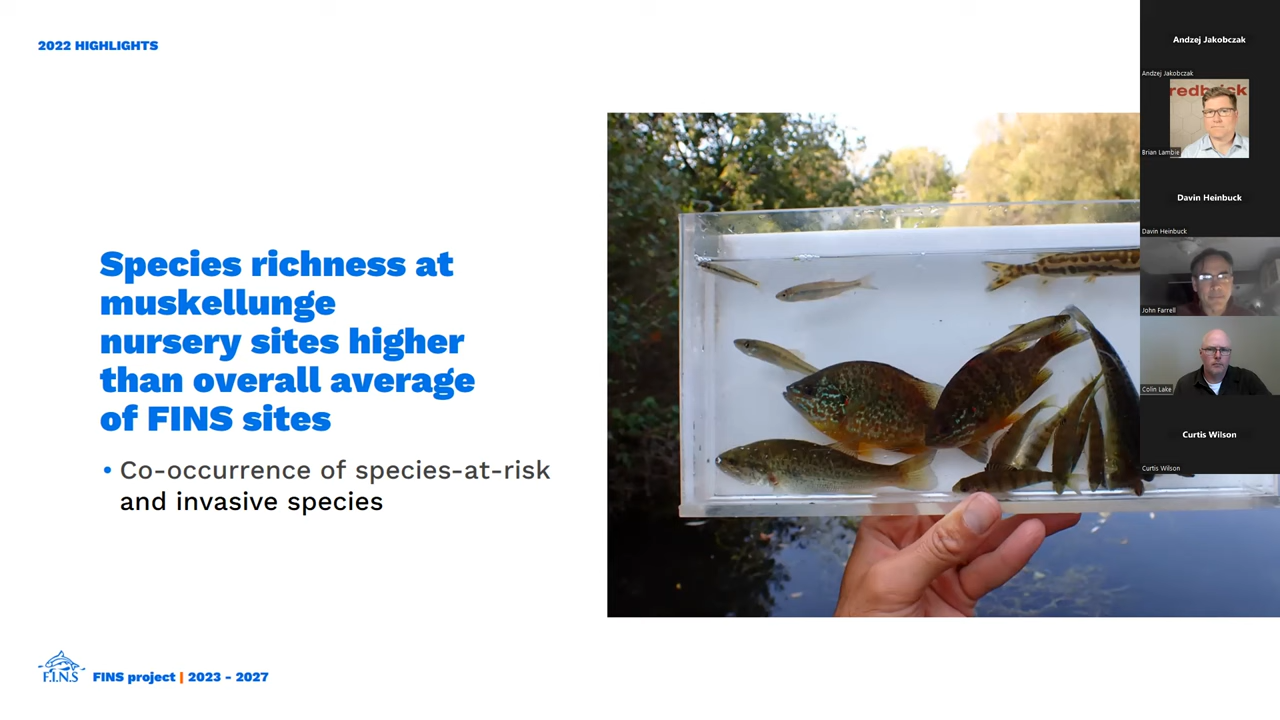 2022 HIGHLIGHTS
Species richness at
muskellunge
nursery sites higher
than overall average
of FINS sites
• Co-occurrence of species-at-risk
and invasive species
F.I.N.S
FINS project | 2023 - 2027
Andzej Jakobczak
Andzej Jakobczak
redbrick
Brian Lambie
Davin Heinbuck
Davin Heinbuck
John Farrell
Colin Lake
Curtis Wilson
Curtis Wilson